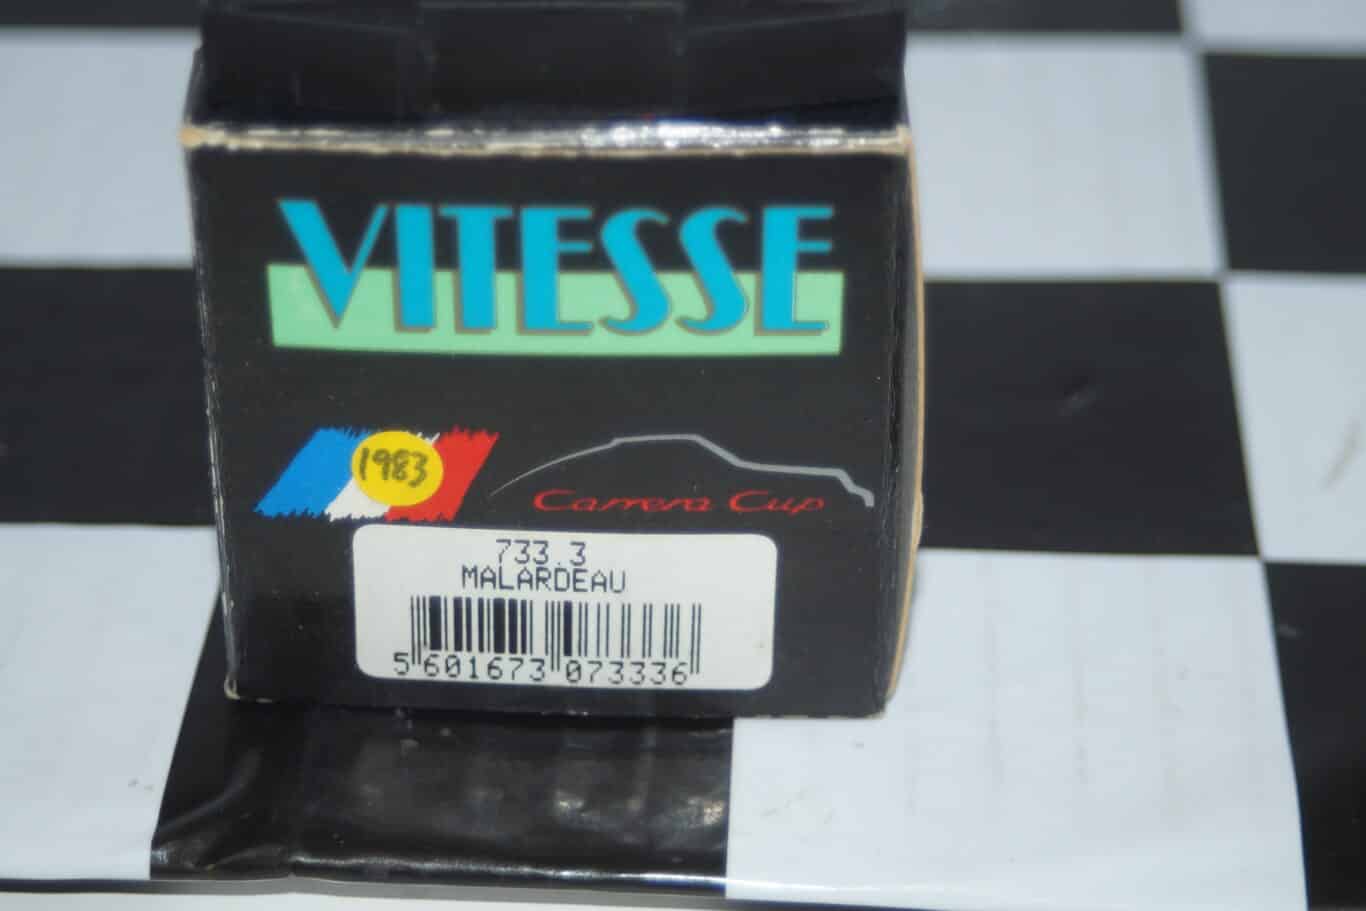 VITESSE
1983
Carrera Cup
733.3
MALARDEAU
5 601673 073336